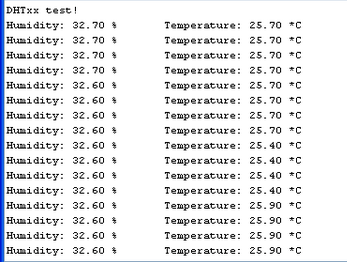 DHTxx test!
Humidity: 32.70 % Temperature: 25.70 *C
Humidity: 32.70 % Temperature: 25.70 *C
Humidity: 32.70 % Temperature: 25.70 *C
Humidity: 32.70 % Temperature: 25.70 *C
Humidity: 32.60 % Temperature: 25.70 *C
Humidity: 32.60 % Temperature: 25.70 *C
Humidity: 32.60 % Temperature: 25.70 *C
Humidity: 32.60 % Temperature: 25.70 *C
Humidity: 32.60 % Temperature: 25.40 *C
Humidity: 32.60 % Temperature: 25.40 *C
Humidity: 32.60 % Temperature: 25.40 *C
Humidity: 32.60 % Temperature: 25.40 *C
Humidity: 32.60 % Temperature: 25.90 *C
Humidity: 32.60 % Temperature: 25.90 *C
Humidity: 32.60 % Temperature: 25.90 *C
Humidity: 32.60 % Temperature: 25.90 *C